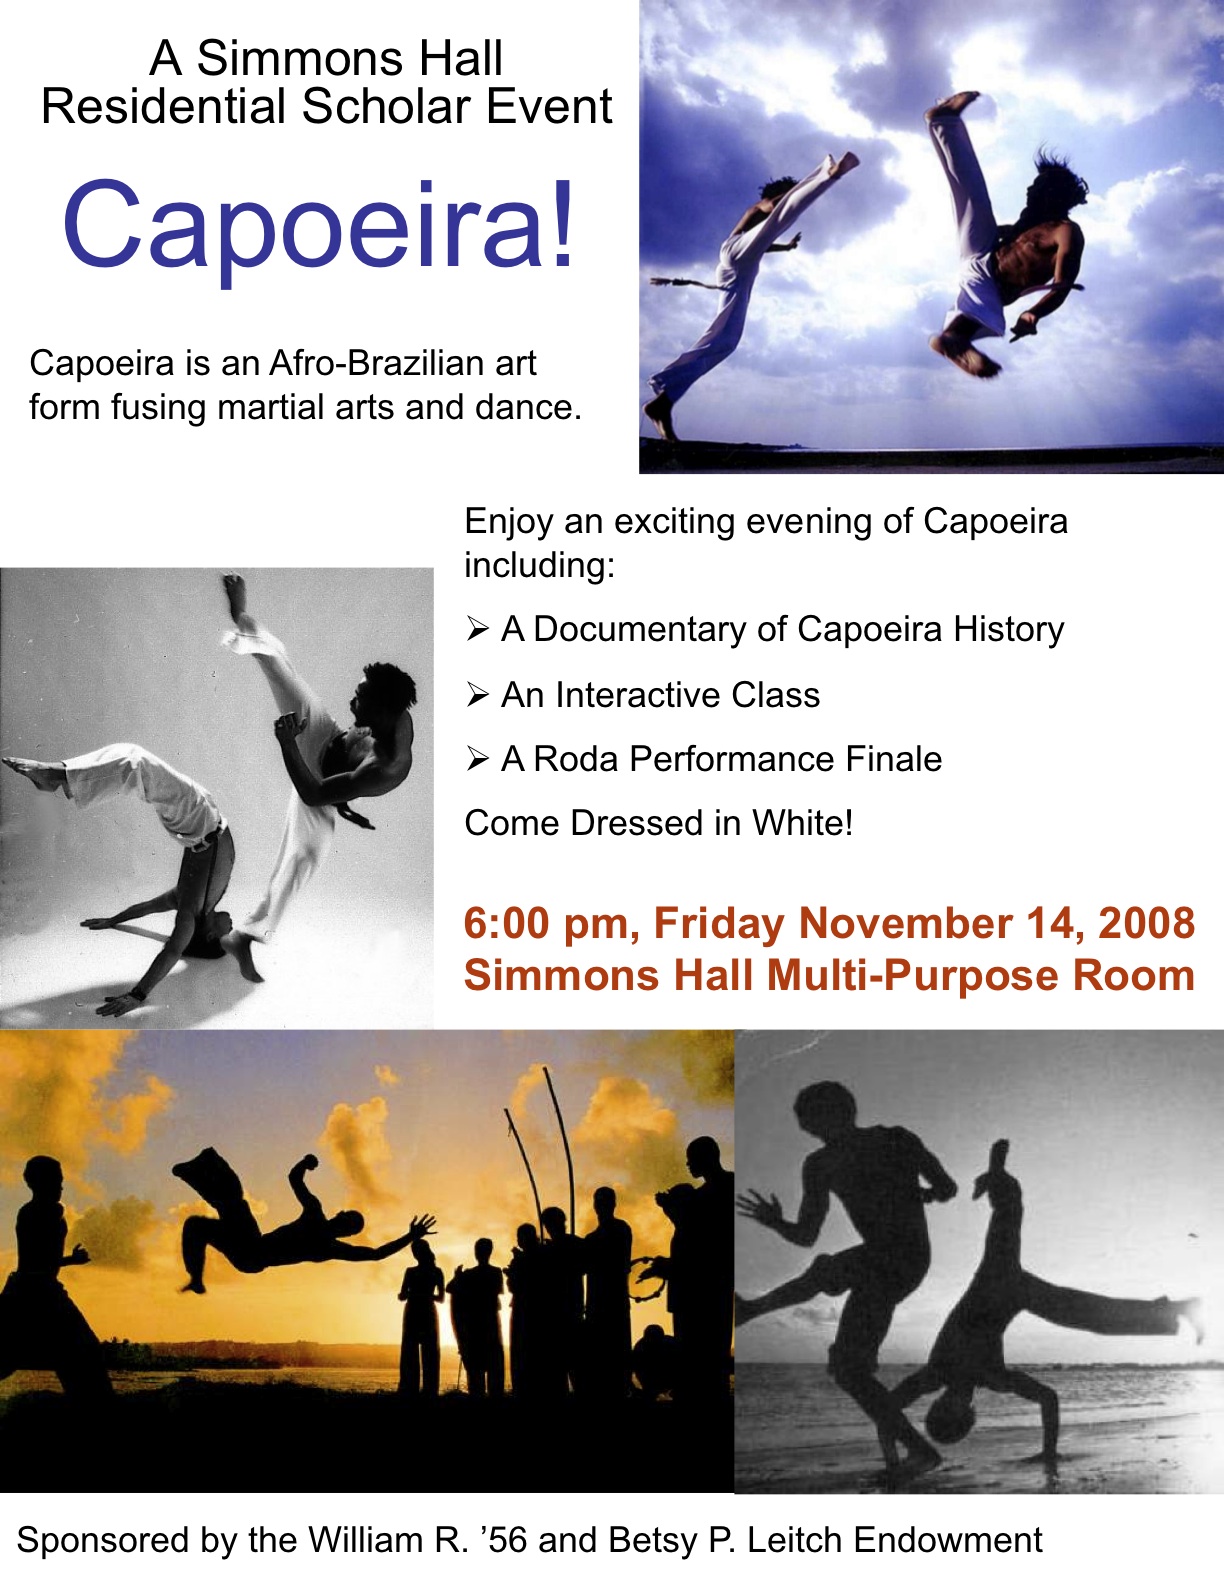 A Simmons Hall
Residential Scholar Event
Capoeira!
Capoeira is an Afro-Brazilian art
form fusing martial arts and dance.
Enjoy an exciting evening of Capoeira
including:
➢ A Documentary of Capoeira History
➢ An Interactive Class
➢ A Roda Performance Finale
Come Dressed in White!
6:00 pm, Friday November 14, 2008
Simmons Hall Multi-Purpose Room
Sponsored by the William R. ’56 and Betsy P. Leitch Endowment